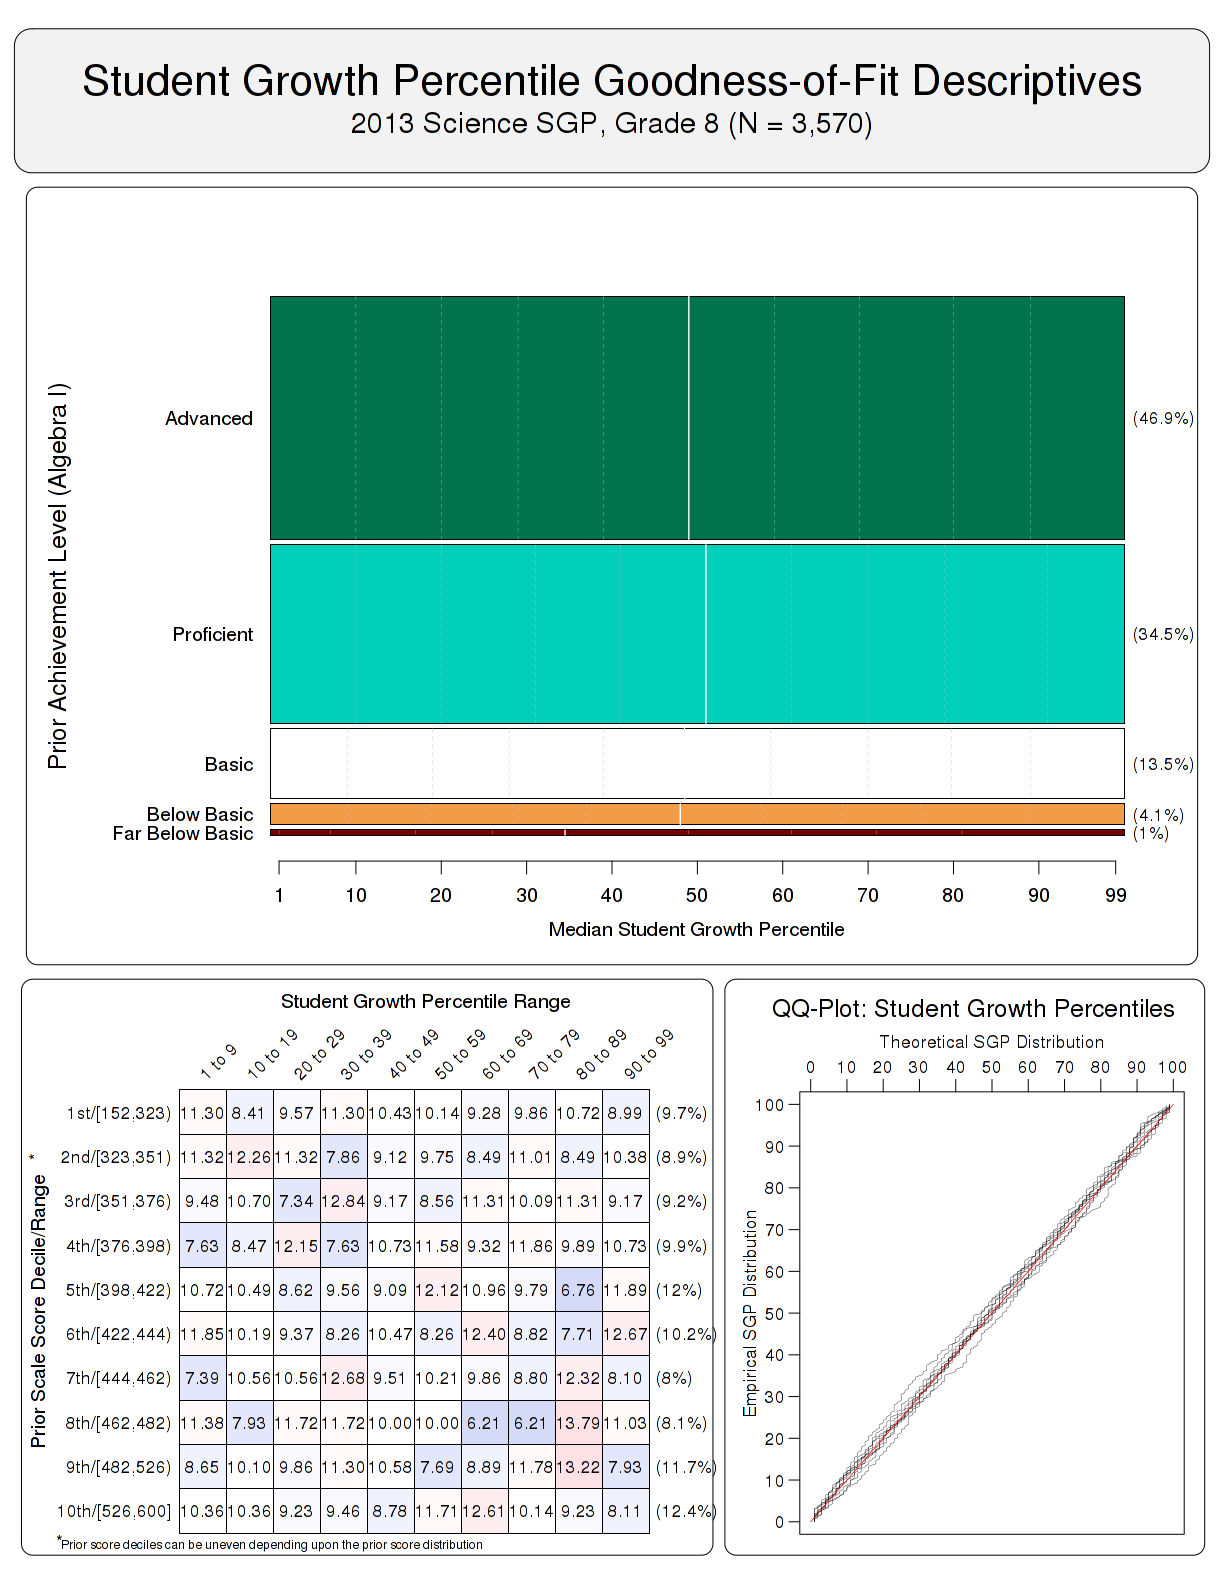 Student Growth Percentile Goodness-of-Fit Descriptives
2013 Science SGP, Grade 8 (N = 3,570)
Prior Achievement Level (Algebra I)
Advanced (46.9%)
Proficient (34.5%)
Basic (13.5%)
Below Basic (4.1%)
Far Below Basic (1%)
1 10 20 30 40 50 60 70 80 90 99
Median Student Growth Percentile
Student Growth Percentile Range
1 to 9 10 to 19 20 to 29 30 to 39 40 to 49 50 to 59 60 to 69 70 to 79 80 to 89 90 to 99
Prior Scale Score Decile/Range *
1st/[152,323) 11.30 8.41 9.57 11.30 10.43 10.14 9.28 9.86 10.72 8.99 (9.7%)
2nd/[323,351) 11.32 12.26 11.32 7.86 9.12 9.75 8.49 11.01 8.49 10.38 (8.9%)
3rd/[351,376) 9.48 10.70 7.34 12.84 9.17 8.56 11.31 10.09 11.31 9.17 (9.2%)
4th/[376,398) 7.63 8.47 12.15 7.63 10.73 11.58 9.32 11.86 9.89 10.73 (9.9%)
5th/[398,422) 10.72 10.49 8.62 9.56 9.09 12.12 10.96 9.79 6.76 11.89 (12%)
6th/[422,444) 11.85 10.19 9.37 8.26 10.47 8.26 12.40 8.82 7.71 12.67 (10.2%)
7th/[444,462) 7.39 10.56 10.56 12.68 9.51 10.21 9.86 8.80 12.32 8.10 (8%)
8th/[462,482) 11.38 7.93 11.72 11.72 10.00 10.00 6.21 6.21 13.79 11.03 (8.1%)
9th/[482,526) 8.65 10.10 9.86 11.30 10.58 7.69 8.89 11.78 13.22 7.93 (11.7%)
10th/[526,600] 10.36 10.36 9.23 9.46 8.78 11.71 12.61 10.14 9.23 8.11 (12.4%)
*Prior score deciles can be uneven depending upon the prior score distribution
QQ-Plot: Student Growth Percentiles
Theoretical SGP Distribution
0 10 20 30 40 50 60 70 80 90 100
Empirical SGP Distribution
100
90
80
70
60
50
40
30
20
10
0